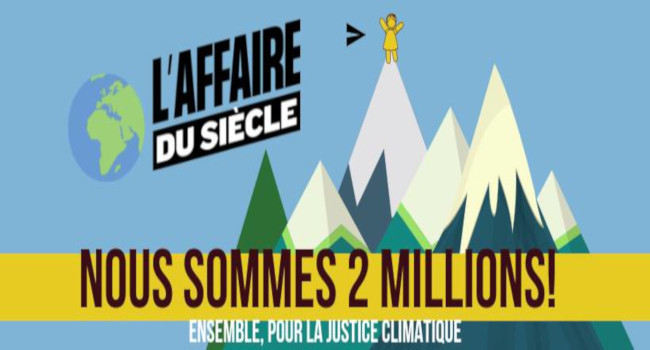 L'AFFAIRE
DU SIÈCLE
>
NOUS SOMMES 2 MILLIONS!
ENSEMBLE, POUR LA JUSTICE CLIMATIQUE